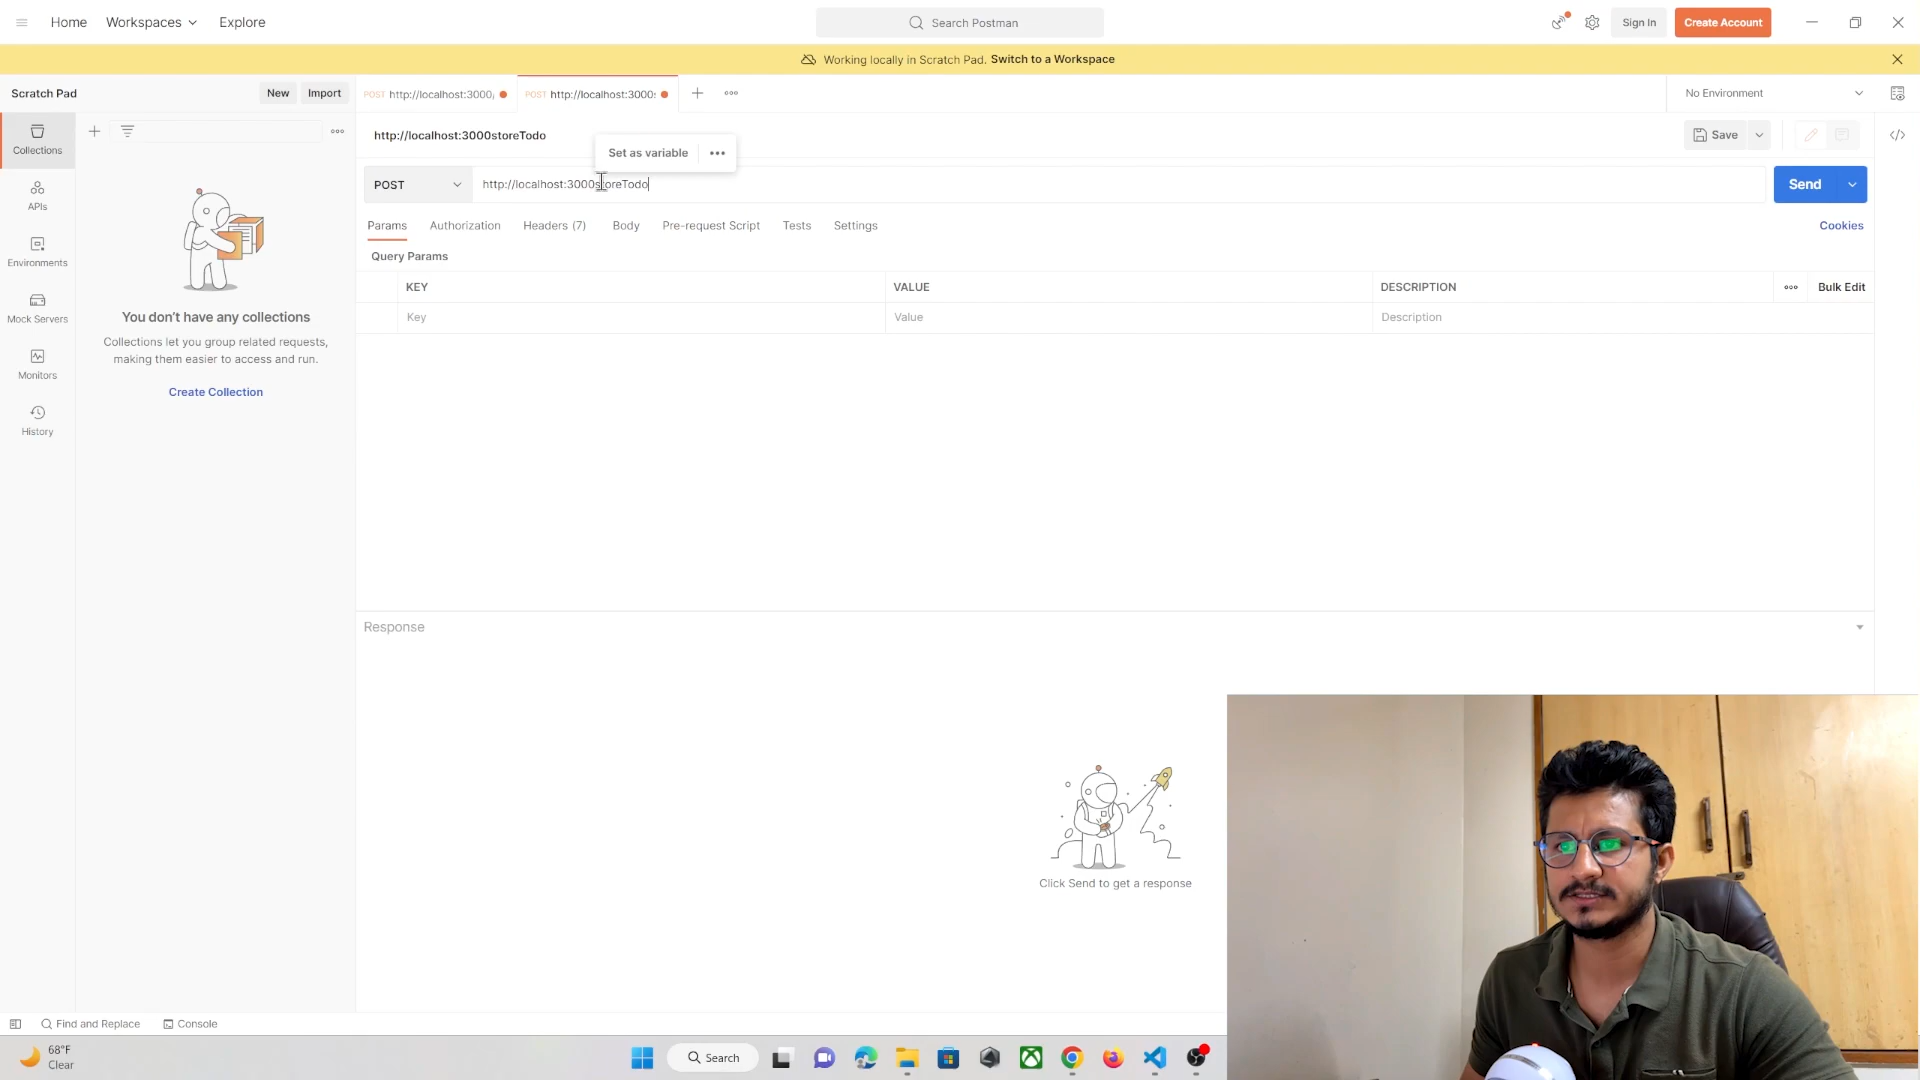 Home Workspaces Explore Search Postman Sign In Create Account
Working locally in Scratch Pad. Switch to a Workspace
Scratch Pad New Import POST http://localhost:3000, POST http://localhost:3000: No Environment
Collections
http://localhost:3000storeTodo Save
Set as variable
POST http://localhost:3000storeTodo Send
APIs
Params Authorization Headers (7) Body Pre-request Script Tests Settings Cookies
Query Params
Environments
KEY VALUE DESCRIPTION Bulk Edit
Key Value Description
Mock Servers
You don't have any collections
Collections let you group related requests,
making them easier to access and run.
Monitors
Create Collection
History
Response
Click Send to get a response
Find and Replace Console
68°F
Clear
Search